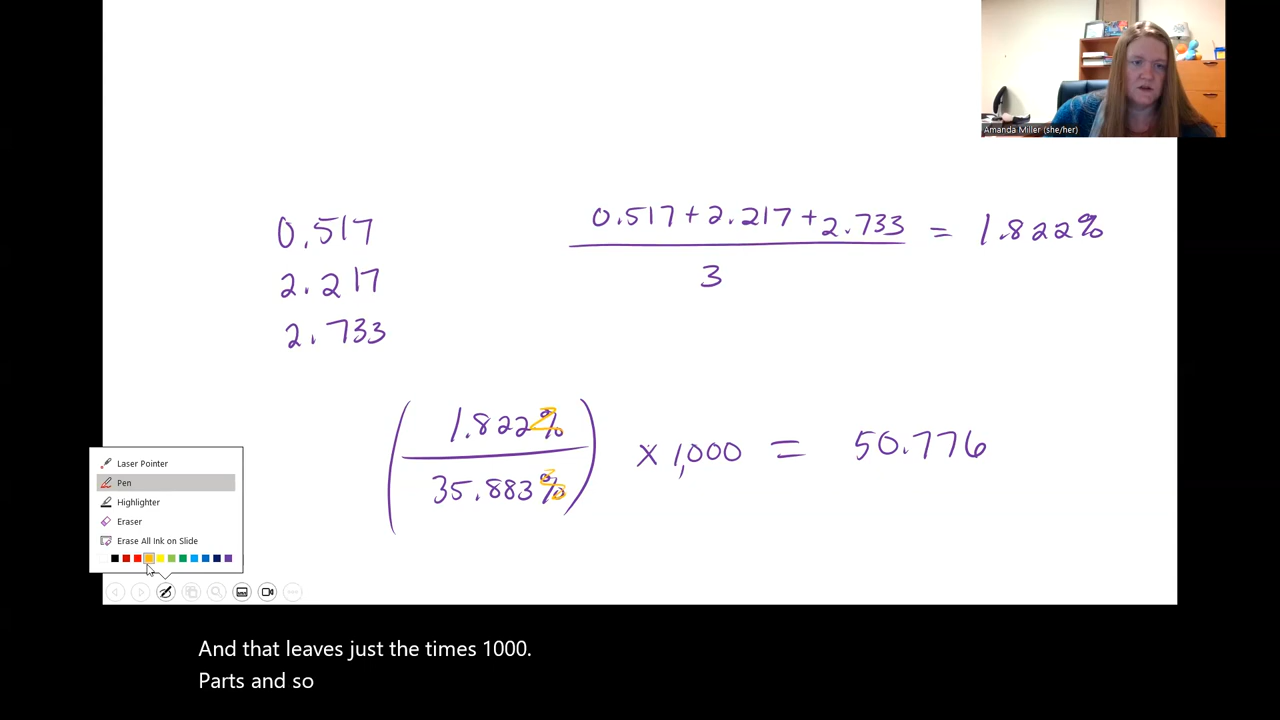 Amanda Miller (she/her)
0.517
2.217
2.733
0.517 + 2.217 + 2.733
3
= 1.822%
(1.822%
35.883%)
x 1,000 = 50.776
Laser Pointer
Pen
Highlighter
Eraser
Erase All Ink on Slide
And that leaves just the times 1000.
Parts and so